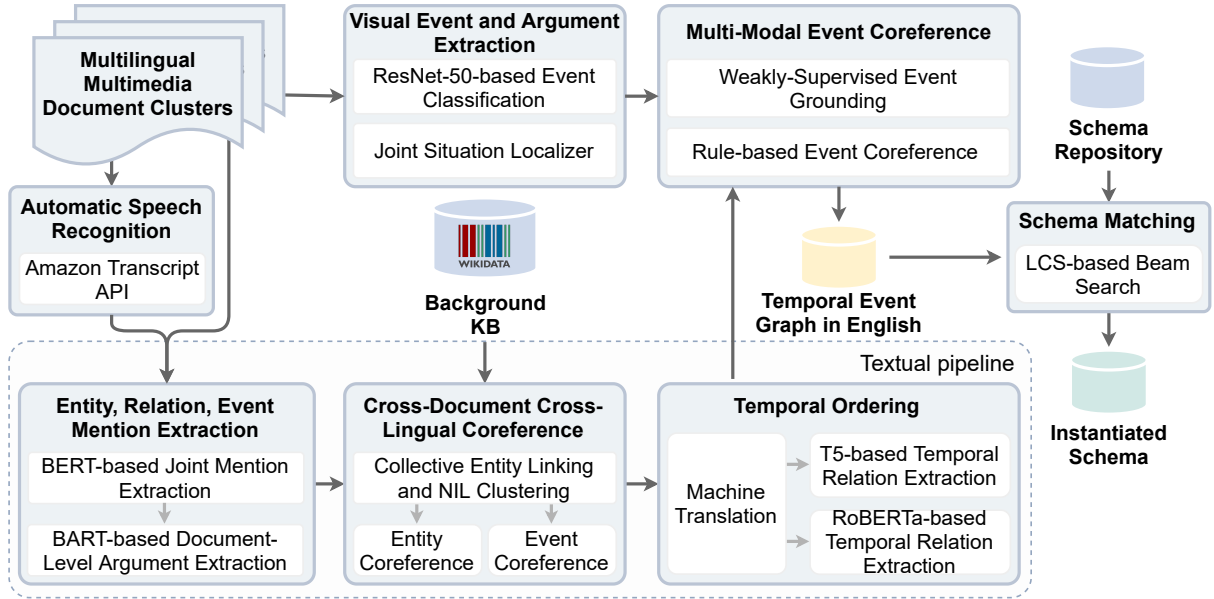 Multilingual
Multimedia
Document Clusters
Visual Event and Argument
Extraction
ResNet-50-based Event
Classification
Joint Situation Localizer
Multi-Modal Event Coreference
Weakly-Supervised Event
Grounding
Rule-based Event Coreference
Schema
Repository
Automatic Speech
Recognition
Amazon Transcript
API
WIKIDATA
Background
KB
Temporal Event
Graph in English
Schema Matching
LCS-based Beam
Search
Instantiated
Schema
Textual pipeline
Entity, Relation, Event
Mention Extraction
BERT-based Joint Mention
Extraction
BART-based Document-
Level Argument Extraction
Cross-Document Cross-
Lingual Coreference
Collective Entity Linking
and NIL Clustering
Entity
Coreference
Event
Coreference
Temporal Ordering
Machine
Translation
T5-based Temporal
Relation Extraction
RoBERTa-based
Temporal Relation
Extraction